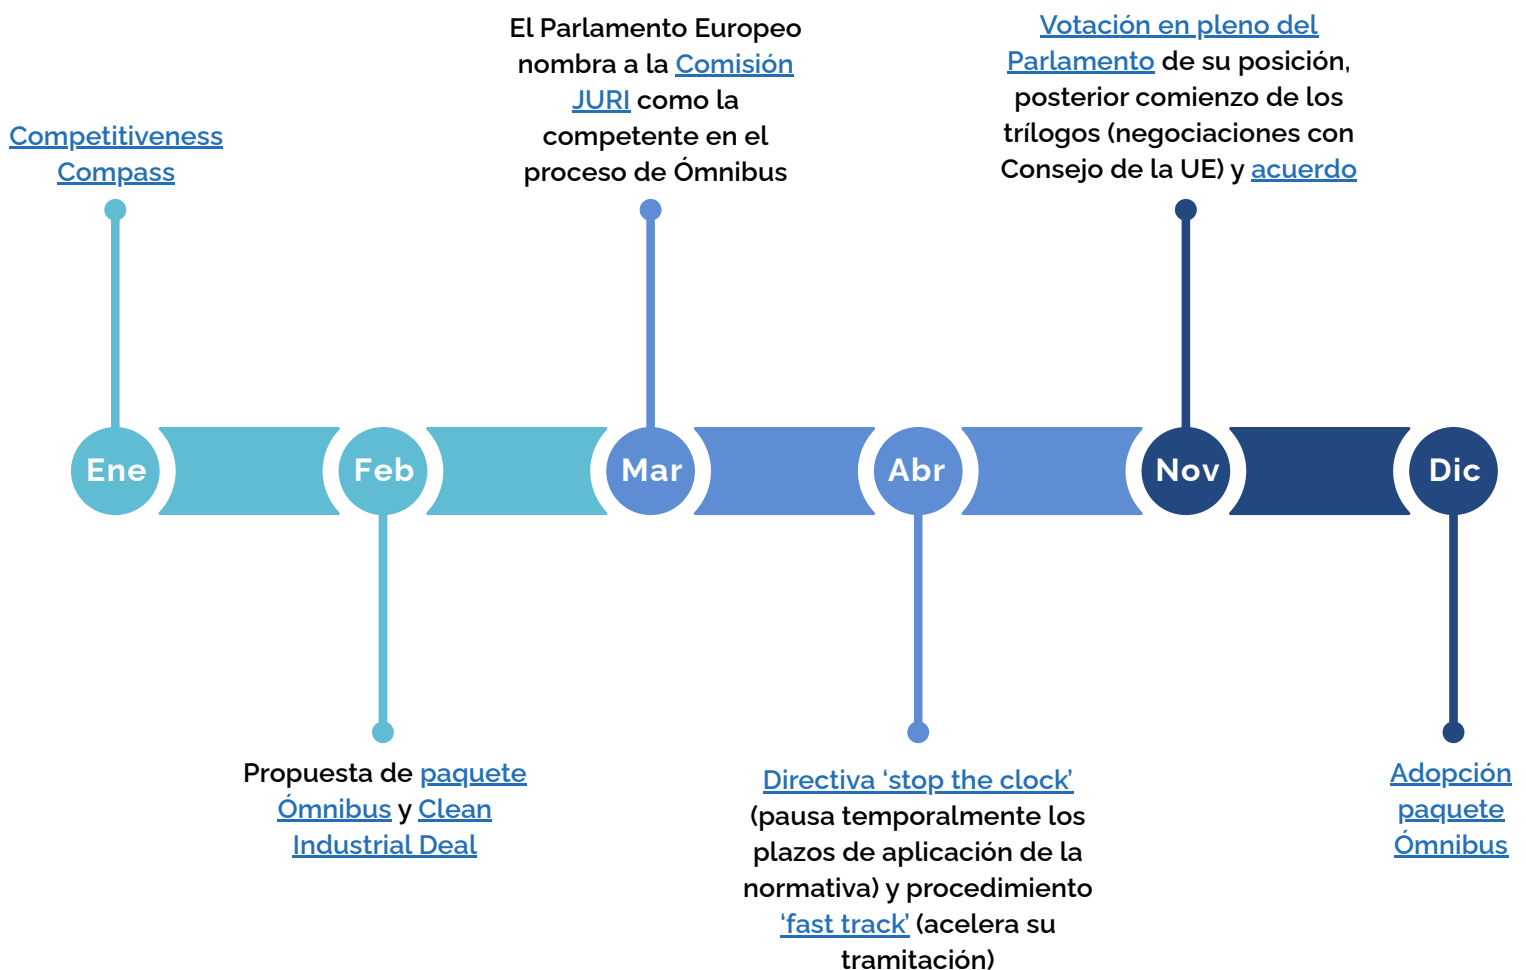 El Parlamento Europeo
nombra a la Comisión
JURI como la
competente en el
proceso de Ómnibus
Votación en pleno del
Parlamento de su posición,
posterior comienzo de los
trílogos (negociaciones con
Consejo de la UE) y acuerdo
Competitiveness
Compass
Ene
Feb
Mar
Abr
Nov
Dic
Propuesta de paquete
Ómnibus y Clean
Industrial Deal
Directiva ‘stop the clock’
(pausa temporalmente los
plazos de aplicación de la
normativa) y procedimiento
‘fast track’ (acelera su
tramitación)
Adopción
paquete
Ómnibus